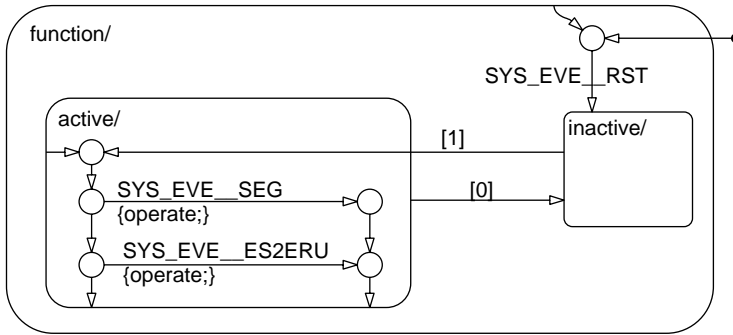 function/
SYS_EVE__RST
active/
inactive/
[1]
SYS_EVE__SEG
[0]
{operate;}
SYS_EVE__ES2ERU
{operate;}